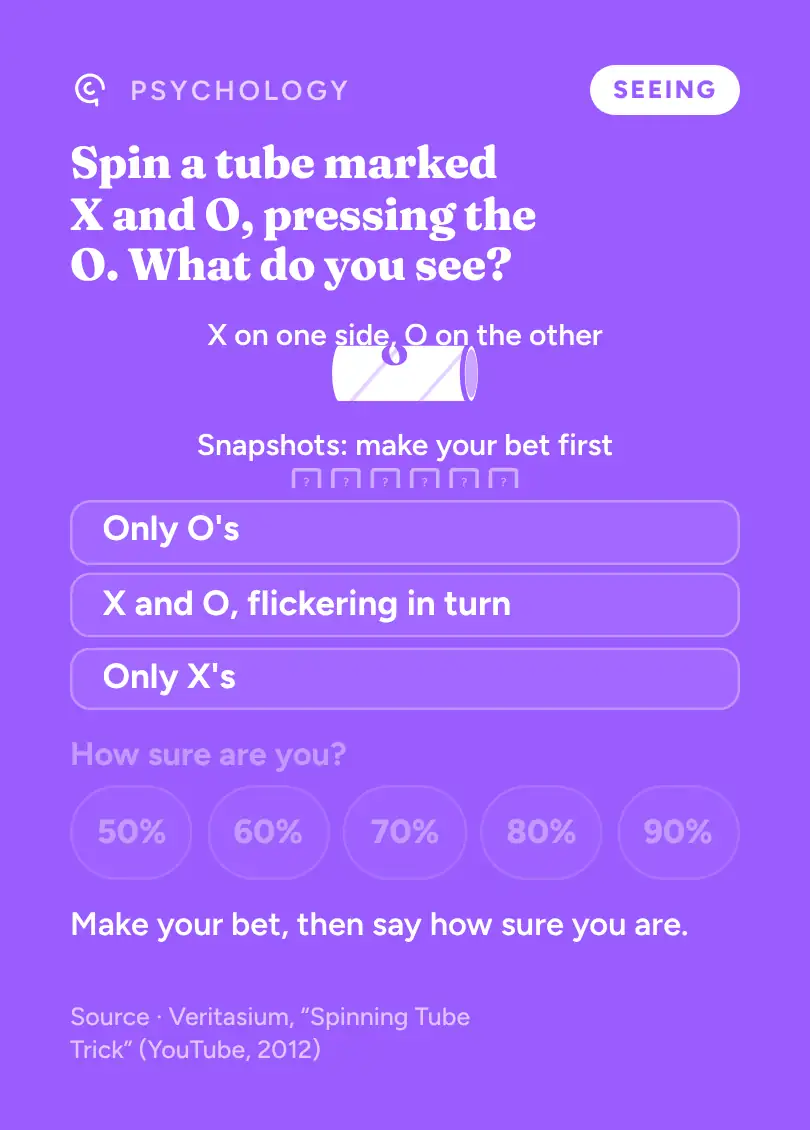 PSYCHOLOGY
SEEING
Spin a tube marked
X and O, pressing the
O. What do you see?
X on one side, O on the other
Snapshots: make your bet first
? ? ? ? ? ?
Only O's
X and O, flickering in turn
Only X's
How sure are you?
50% 60% 70% 80% 90%
Make your bet, then say how sure you are.
Source · Veritasium, “Spinning Tube
Trick” (YouTube, 2012)